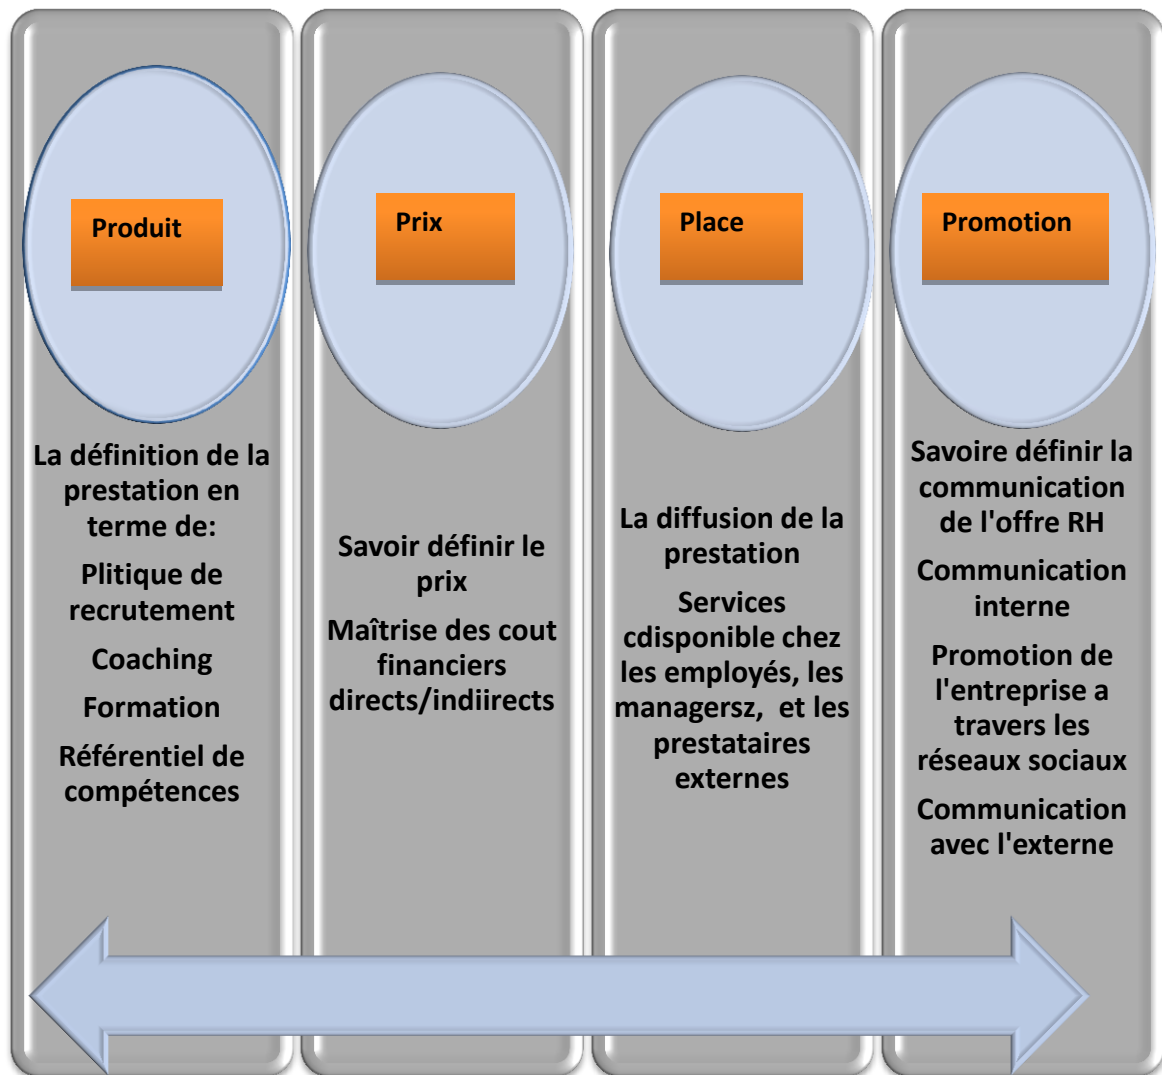 Produit
La définition de la
prestation en
terme de:
Plitique de
recrutement
Coaching
Formation
Référentiel de
compétences
Prix
Savoir définir le
prix
Maîtrise des cout
financiers
directs/indiirects
Place
La diffusion de la
prestation
Services
cdisponible chez
les employés, les
managersz, et les
prestataires
externes
Promotion
Savoire définir la
communication
de l'offre RH
Communication
interne
Promotion de
l'entreprise a
travers les
réseaux sociaux
Communication
avec l'externe